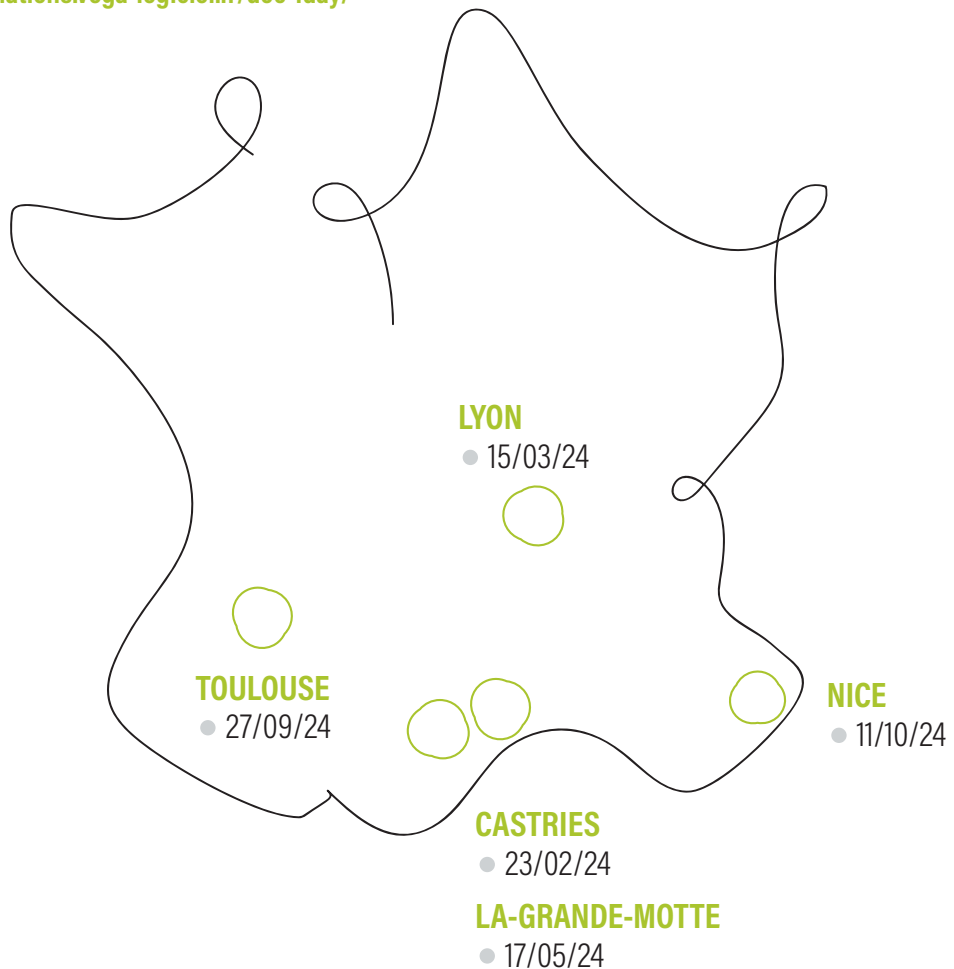 LYON
15/03/24
TOULOUSE
27/09/24
NICE
11/10/24
CASTRIES
23/02/24
LA-GRANDE-MOTTE
17/05/24